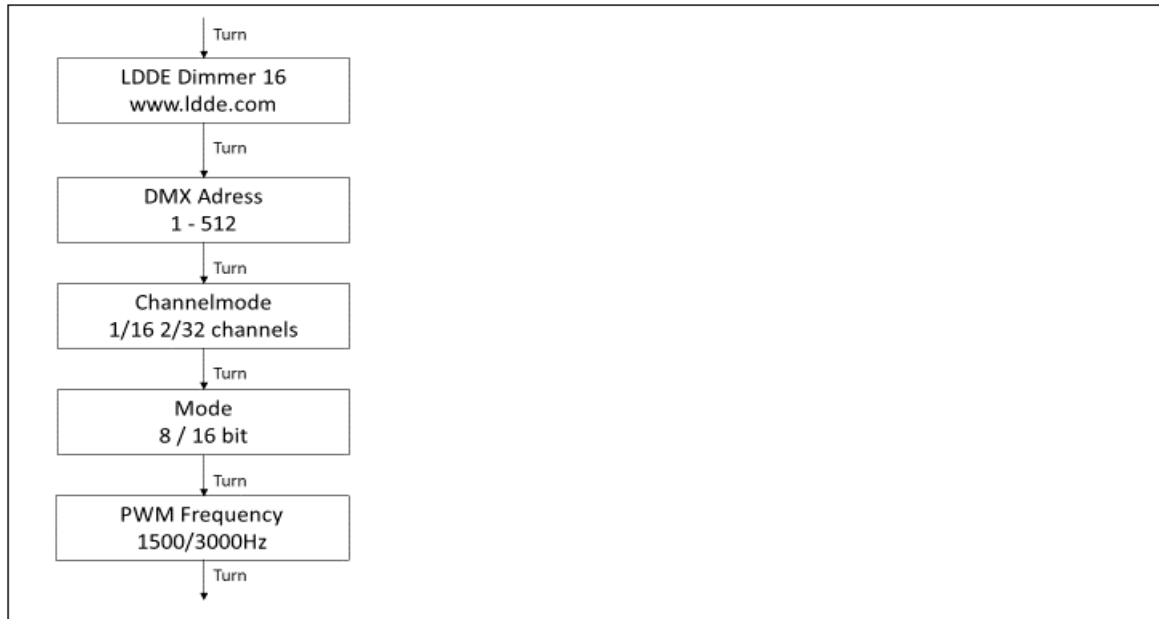 Turn
LDDE Dimmer 16
www.ldde.com
Turn
DMX Adress
1 - 512
Turn
Channelmode
1/16 2/32 channels
Turn
Mode
8 / 16 bit
Turn
PWM Frequency
1500/3000Hz
Turn